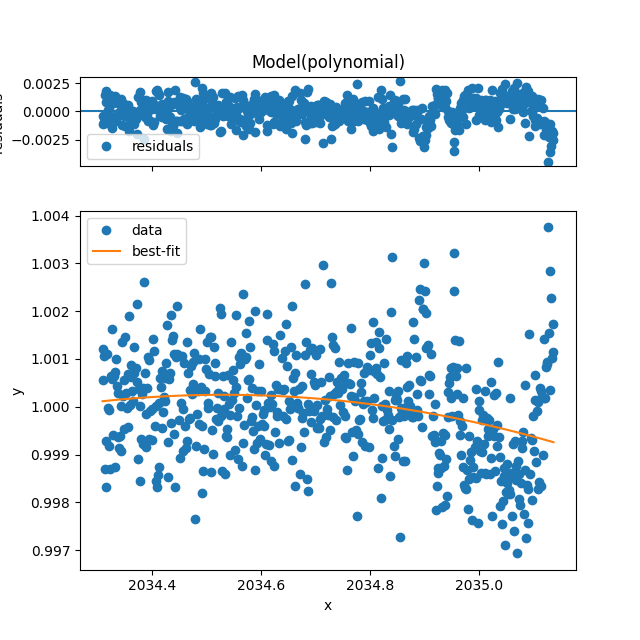 Model(polynomial)
0.0025
0.0000
−0.0025
residuals
residuals
1.004
1.003
1.002
1.001
1.000
0.999
0.998
0.997
y
data
best-fit
2034.4
2034.6
2034.8
2035.0
x